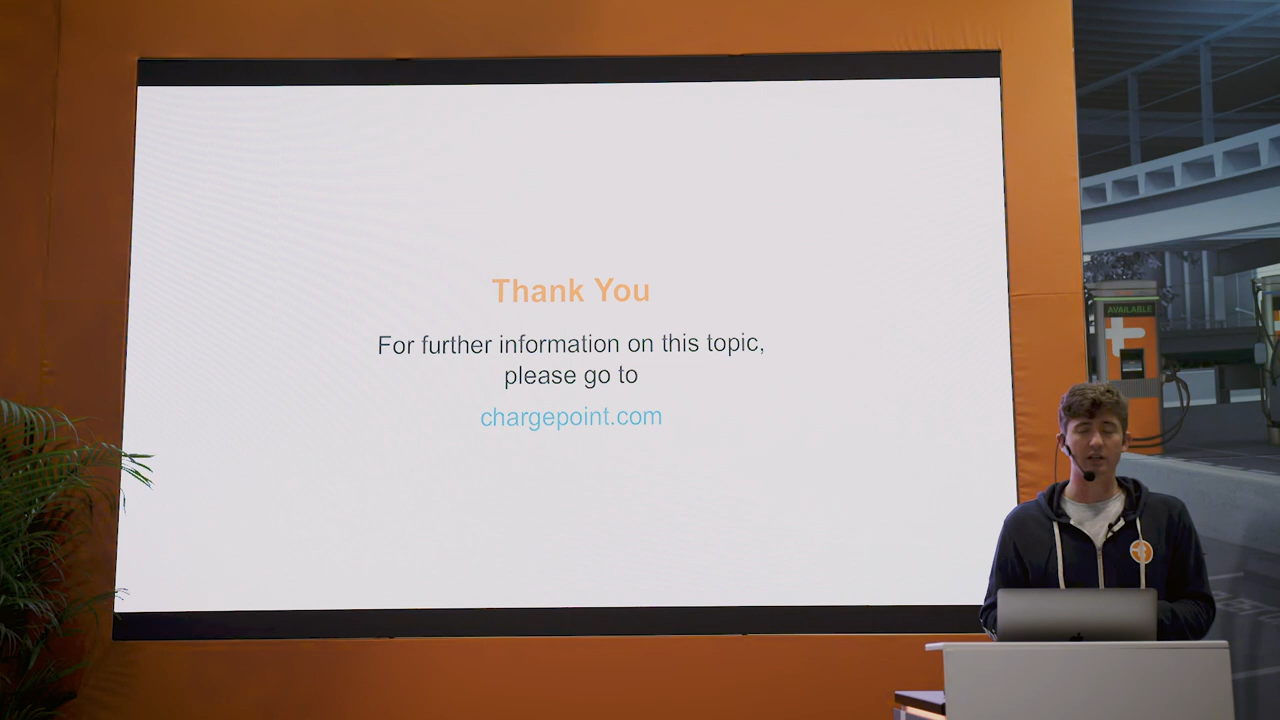 Thank You
For further information on this topic,
please go to
chargepoint.com
AVAILABLE